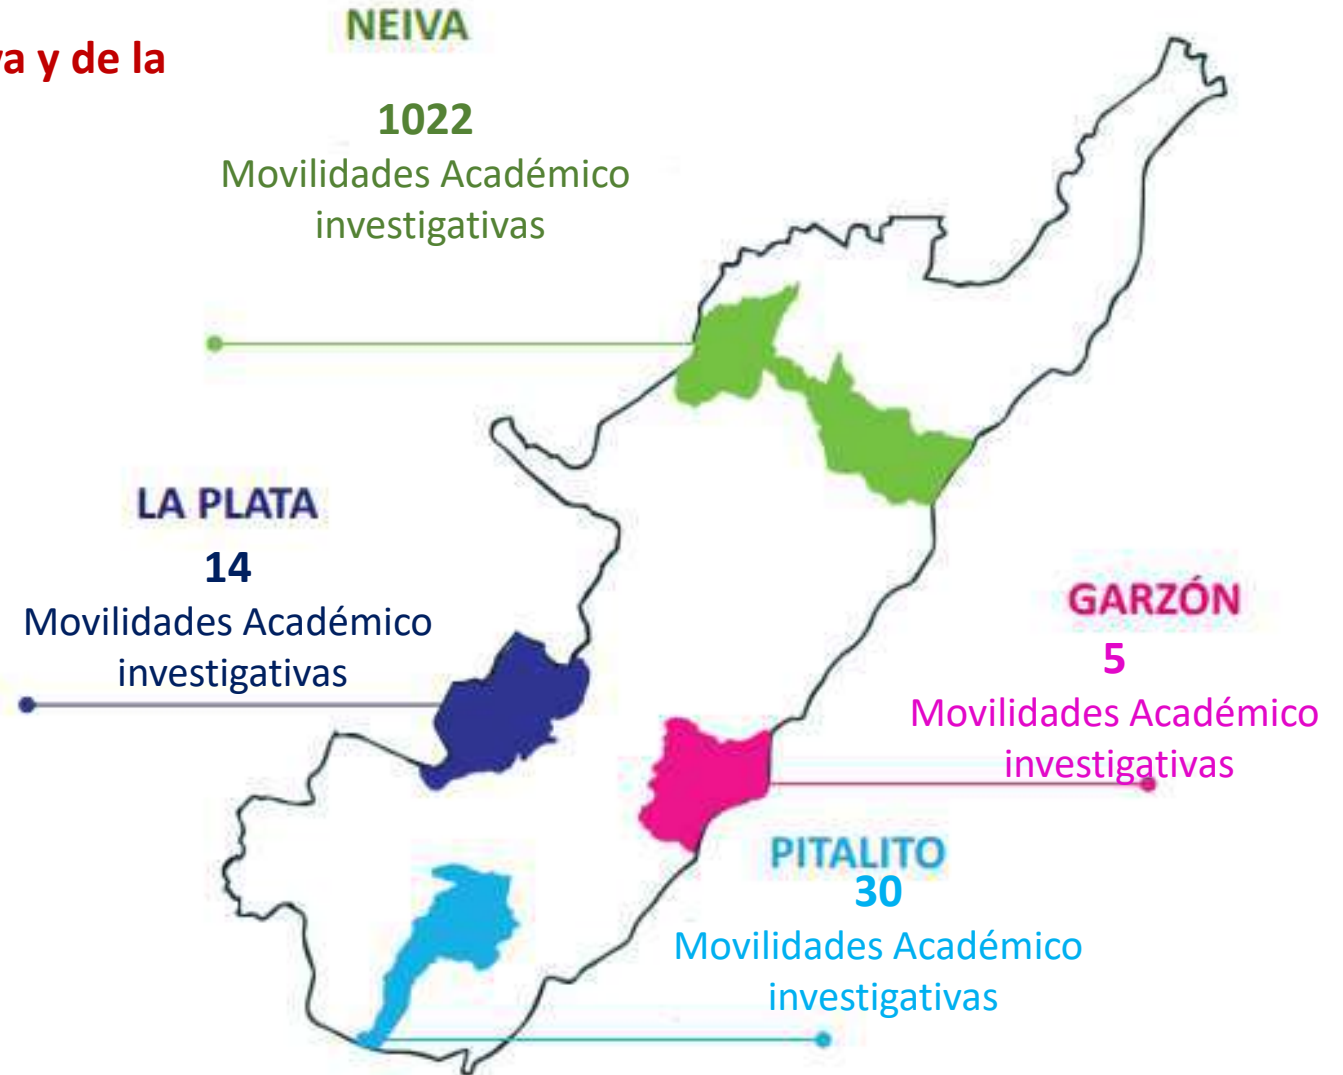 NEIVA
y de la
1022
Movilidades Académico
investigativas
LA PLATA
14
Movilidades Académico
investigativas
GARZÓN
5
Movilidades Académico
investigativas
PITALITO
30
Movilidades Académico
investigativas